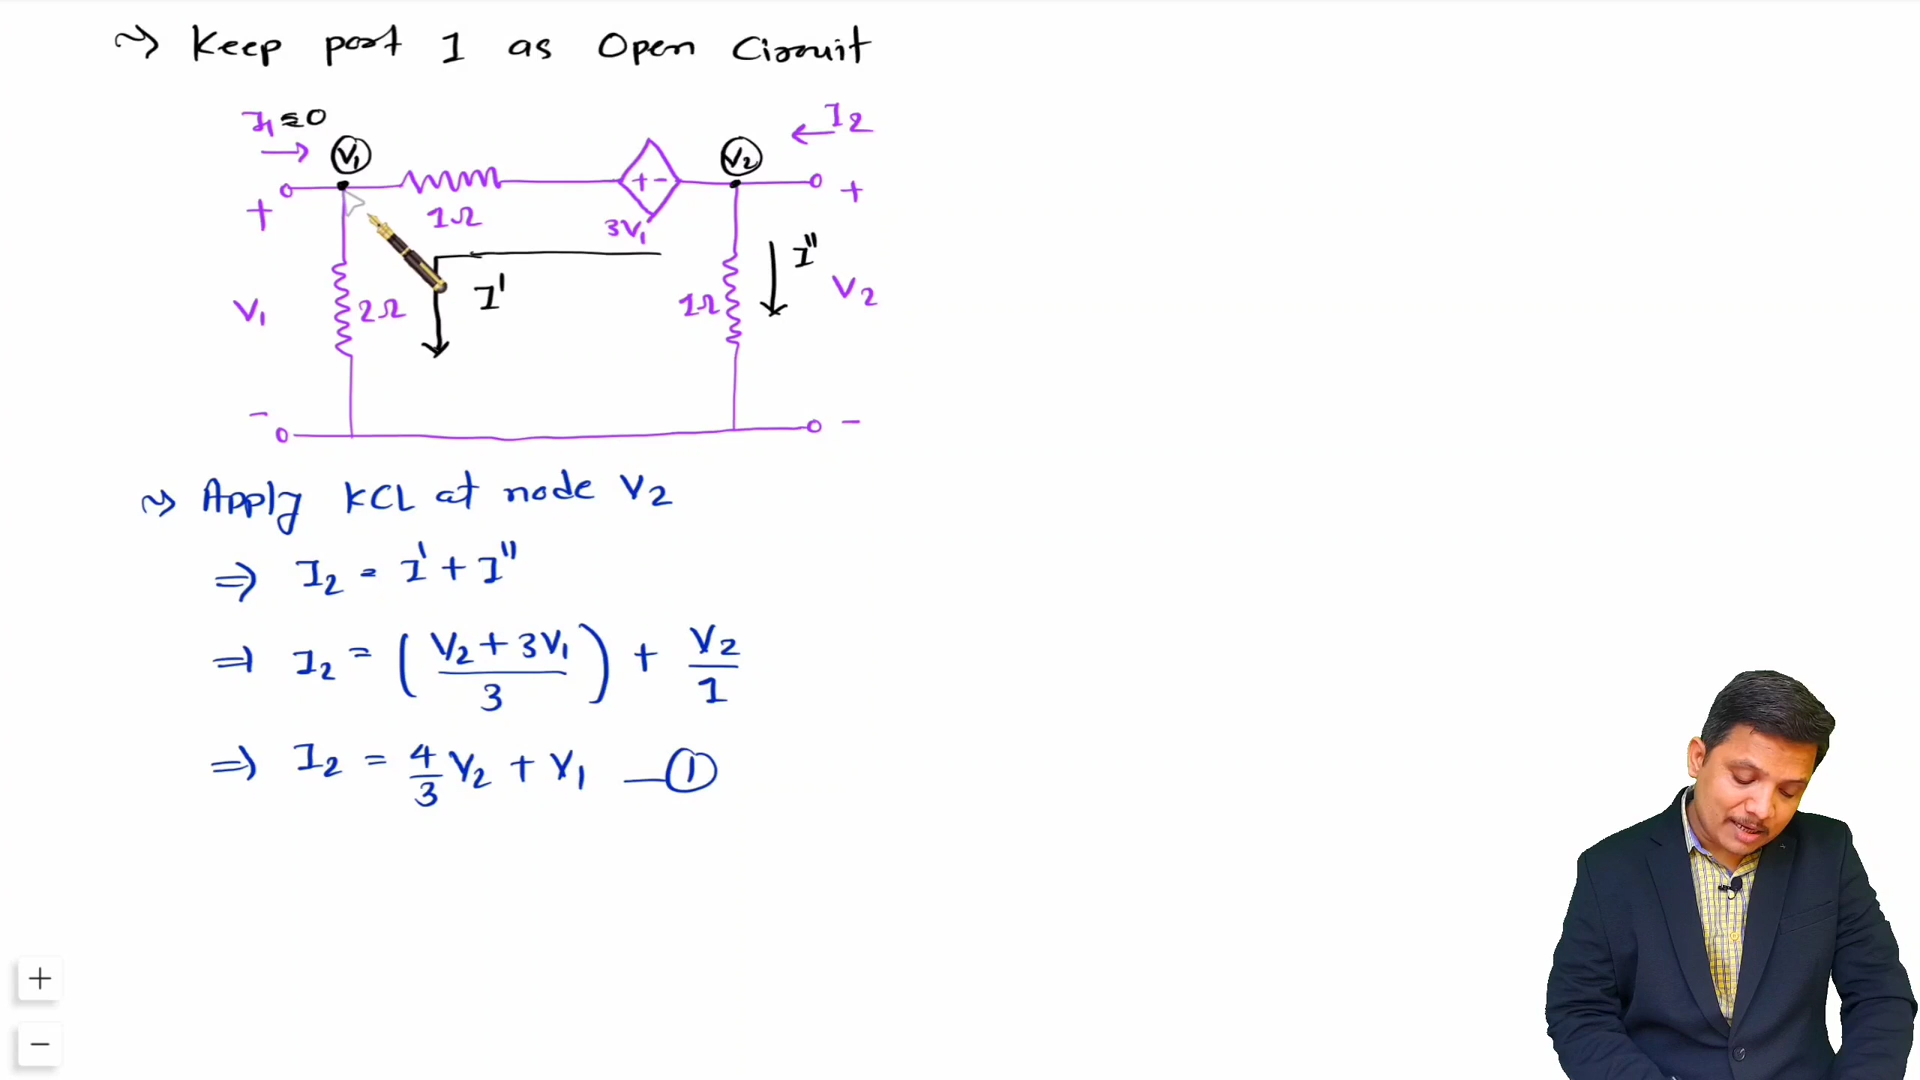 ~> Keep port 1 as Open Circuit
I₁ = 0
V₁
V₂
I₂
+
1Ω
+ -
3V₁
+
V₁
2Ω
I'
1Ω
I"
V₂
-
-
~> Apply KCL at node V₂
⇒ I₂ = I' + I"
⇒ I₂ = ( (V₂ + 3V₁) / 3 ) + V₂ / 1
⇒ I₂ = 4/3 V₂ + V₁ — ①
+
−